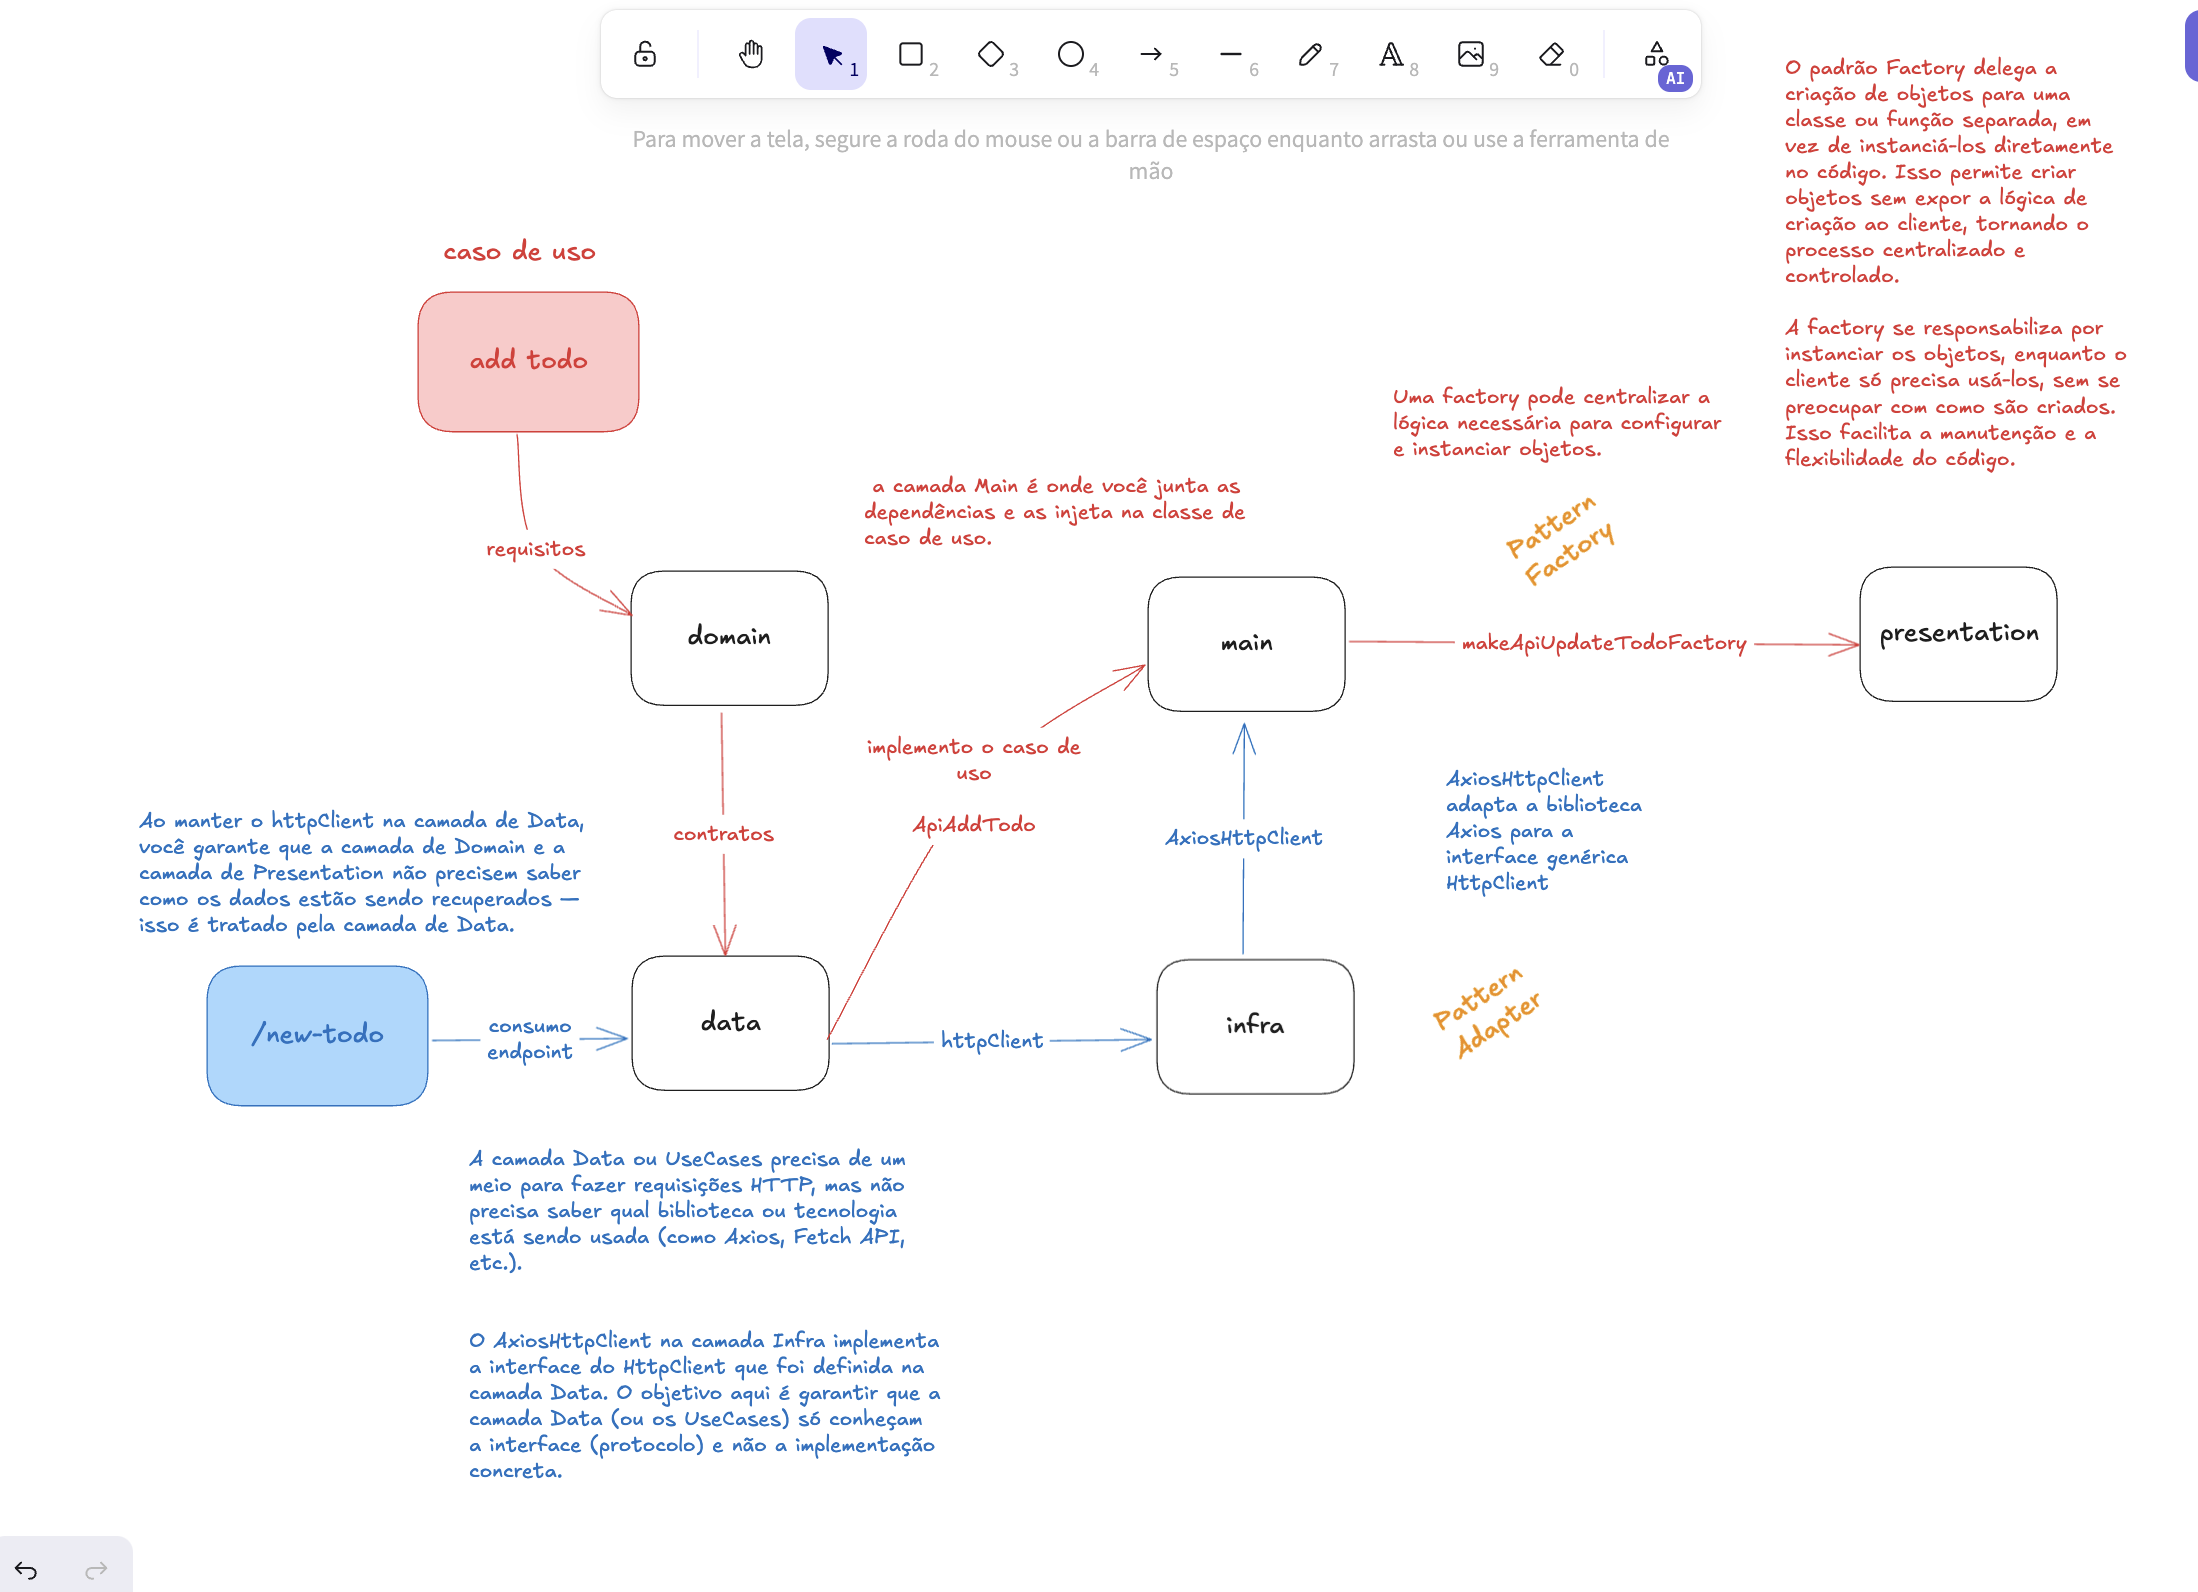 1
2
3
4
5
6
7
8
9
0
AI
Para mover a tela, segure a roda do mouse ou a barra de espaço enquanto arrasta ou use a ferramenta de
mão
O padrão Factory delega a
criação de objetos para uma
classe ou função separada, em
vez de instanciá-los diretamente
no código. Isso permite criar
objetos sem expor a lógica de
criação ao cliente, tornando o
processo centralizado e
controlado.
A factory se responsabiliza por
instanciar os objetos, enquanto o
cliente só precisa usá-los, sem se
preocupar com como são criados.
Isso facilita a manutenção e a
flexibilidade do código.
caso de uso
add todo
requisitos
Uma factory pode centralizar a
lógica necessária para configurar
e instanciar objetos.
a camada Main é onde você junta as
dependências e as injeta na classe de
caso de uso.
Pattern
Factory
domain
main
makeApiUpdateTodoFactory
presentation
implemento o caso de
uso
ApiAddTodo
contratos
AxiosHttpClient
AxiosHttpClient
adapta a biblioteca
Axios para a
interface genérica
HttpClient
Ao manter o httpClient na camada de Data,
você garante que a camada de Domain e a
camada de Presentation não precisem saber
como os dados estão sendo recuperados —
isso é tratado pela camada de Data.
/new-todo
consumo
endpoint
data
httpClient
infra
Pattern
Adapter
A camada Data ou UseCases precisa de um
meio para fazer requisições HTTP, mas não
precisa saber qual biblioteca ou tecnologia
está sendo usada (como Axios, Fetch API,
etc.).
O AxiosHttpClient na camada Infra implementa
a interface do HttpClient que foi definida na
camada Data. O objetivo aqui é garantir que a
camada Data (ou os UseCases) só conheçam
a interface (protocolo) e não a implementação
concreta.